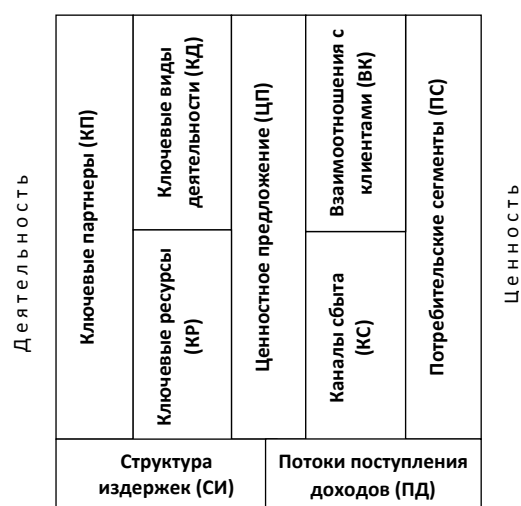 Деятельность
Ключевые партнеры (КП)
Ключевые виды
деятельности (КД)
Ключевые ресурсы
(КР)
Ценностное предложение (ЦП)
Взаимоотношения с
клиентами (ВК)
Каналы сбыта
(КС)
Потребительские сегменты (ПС)
Ценность
Структура
издержек (СИ)
Потоки поступления
доходов (ПД)